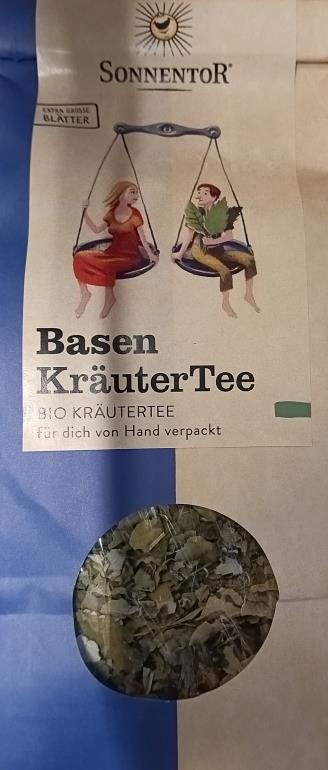 SONNENTOR®
EXTRA GROSSE
BLÄTTER
Basen
KräuterTee
BIO KRÄUTERTEE
für dich von Hand verpackt